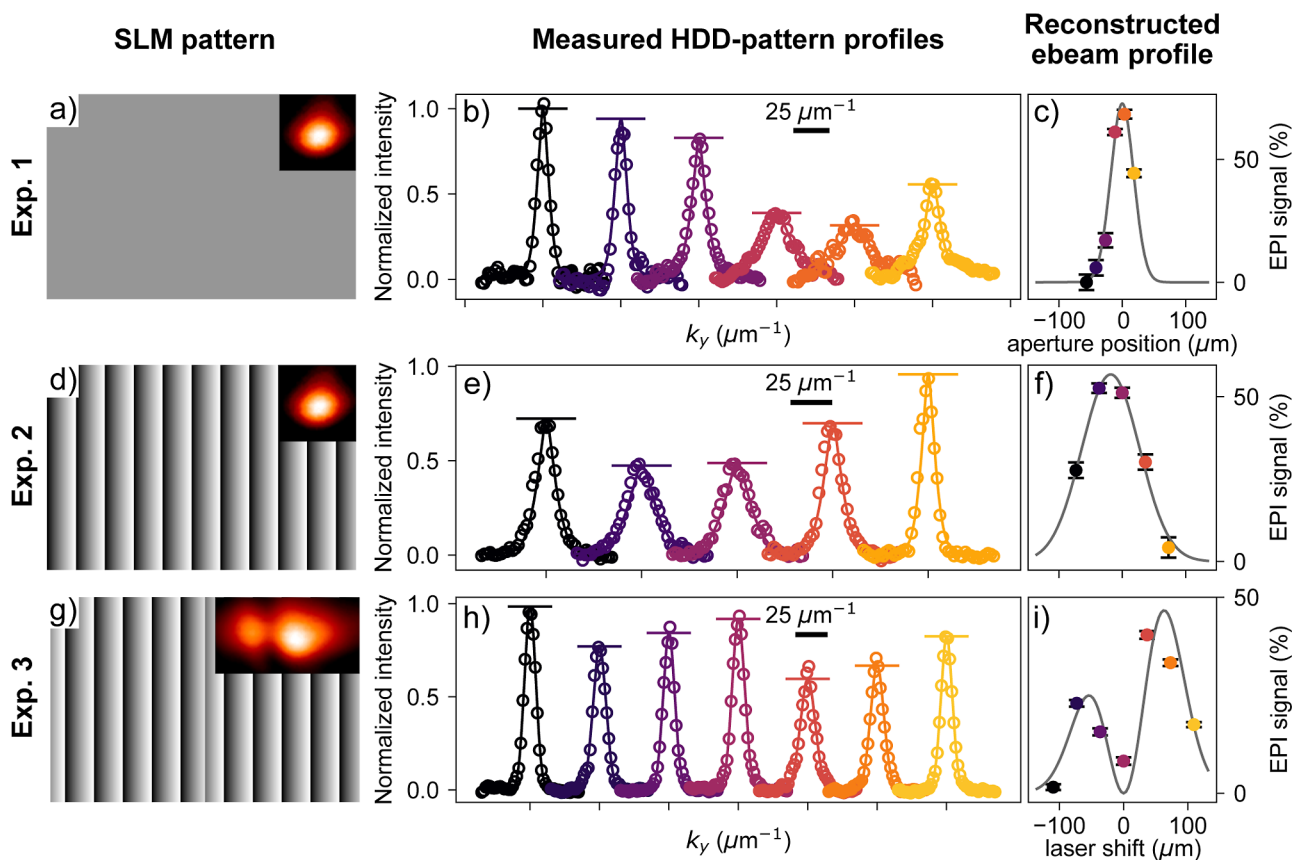 SLM pattern
Measured HDD-pattern profiles
Reconstructed
ebeam profile
Exp. 1
a)
Normalized intensity
1.0
0.5
0.0
b)
25 μm⁻¹
k_y (μm⁻¹)
c)
50
0
EPI signal (%)
−100 0 100
aperture position (μm)
Exp. 2
d)
Normalized intensity
1.0
0.5
0.0
e)
25 μm⁻¹
f)
50
0
EPI signal (%)
Exp. 3
g)
Normalized intensity
1.0
0.5
0.0
h)
25 μm⁻¹
k_y (μm⁻¹)
i)
50
0
EPI signal (%)
−100 0 100
laser shift (μm)